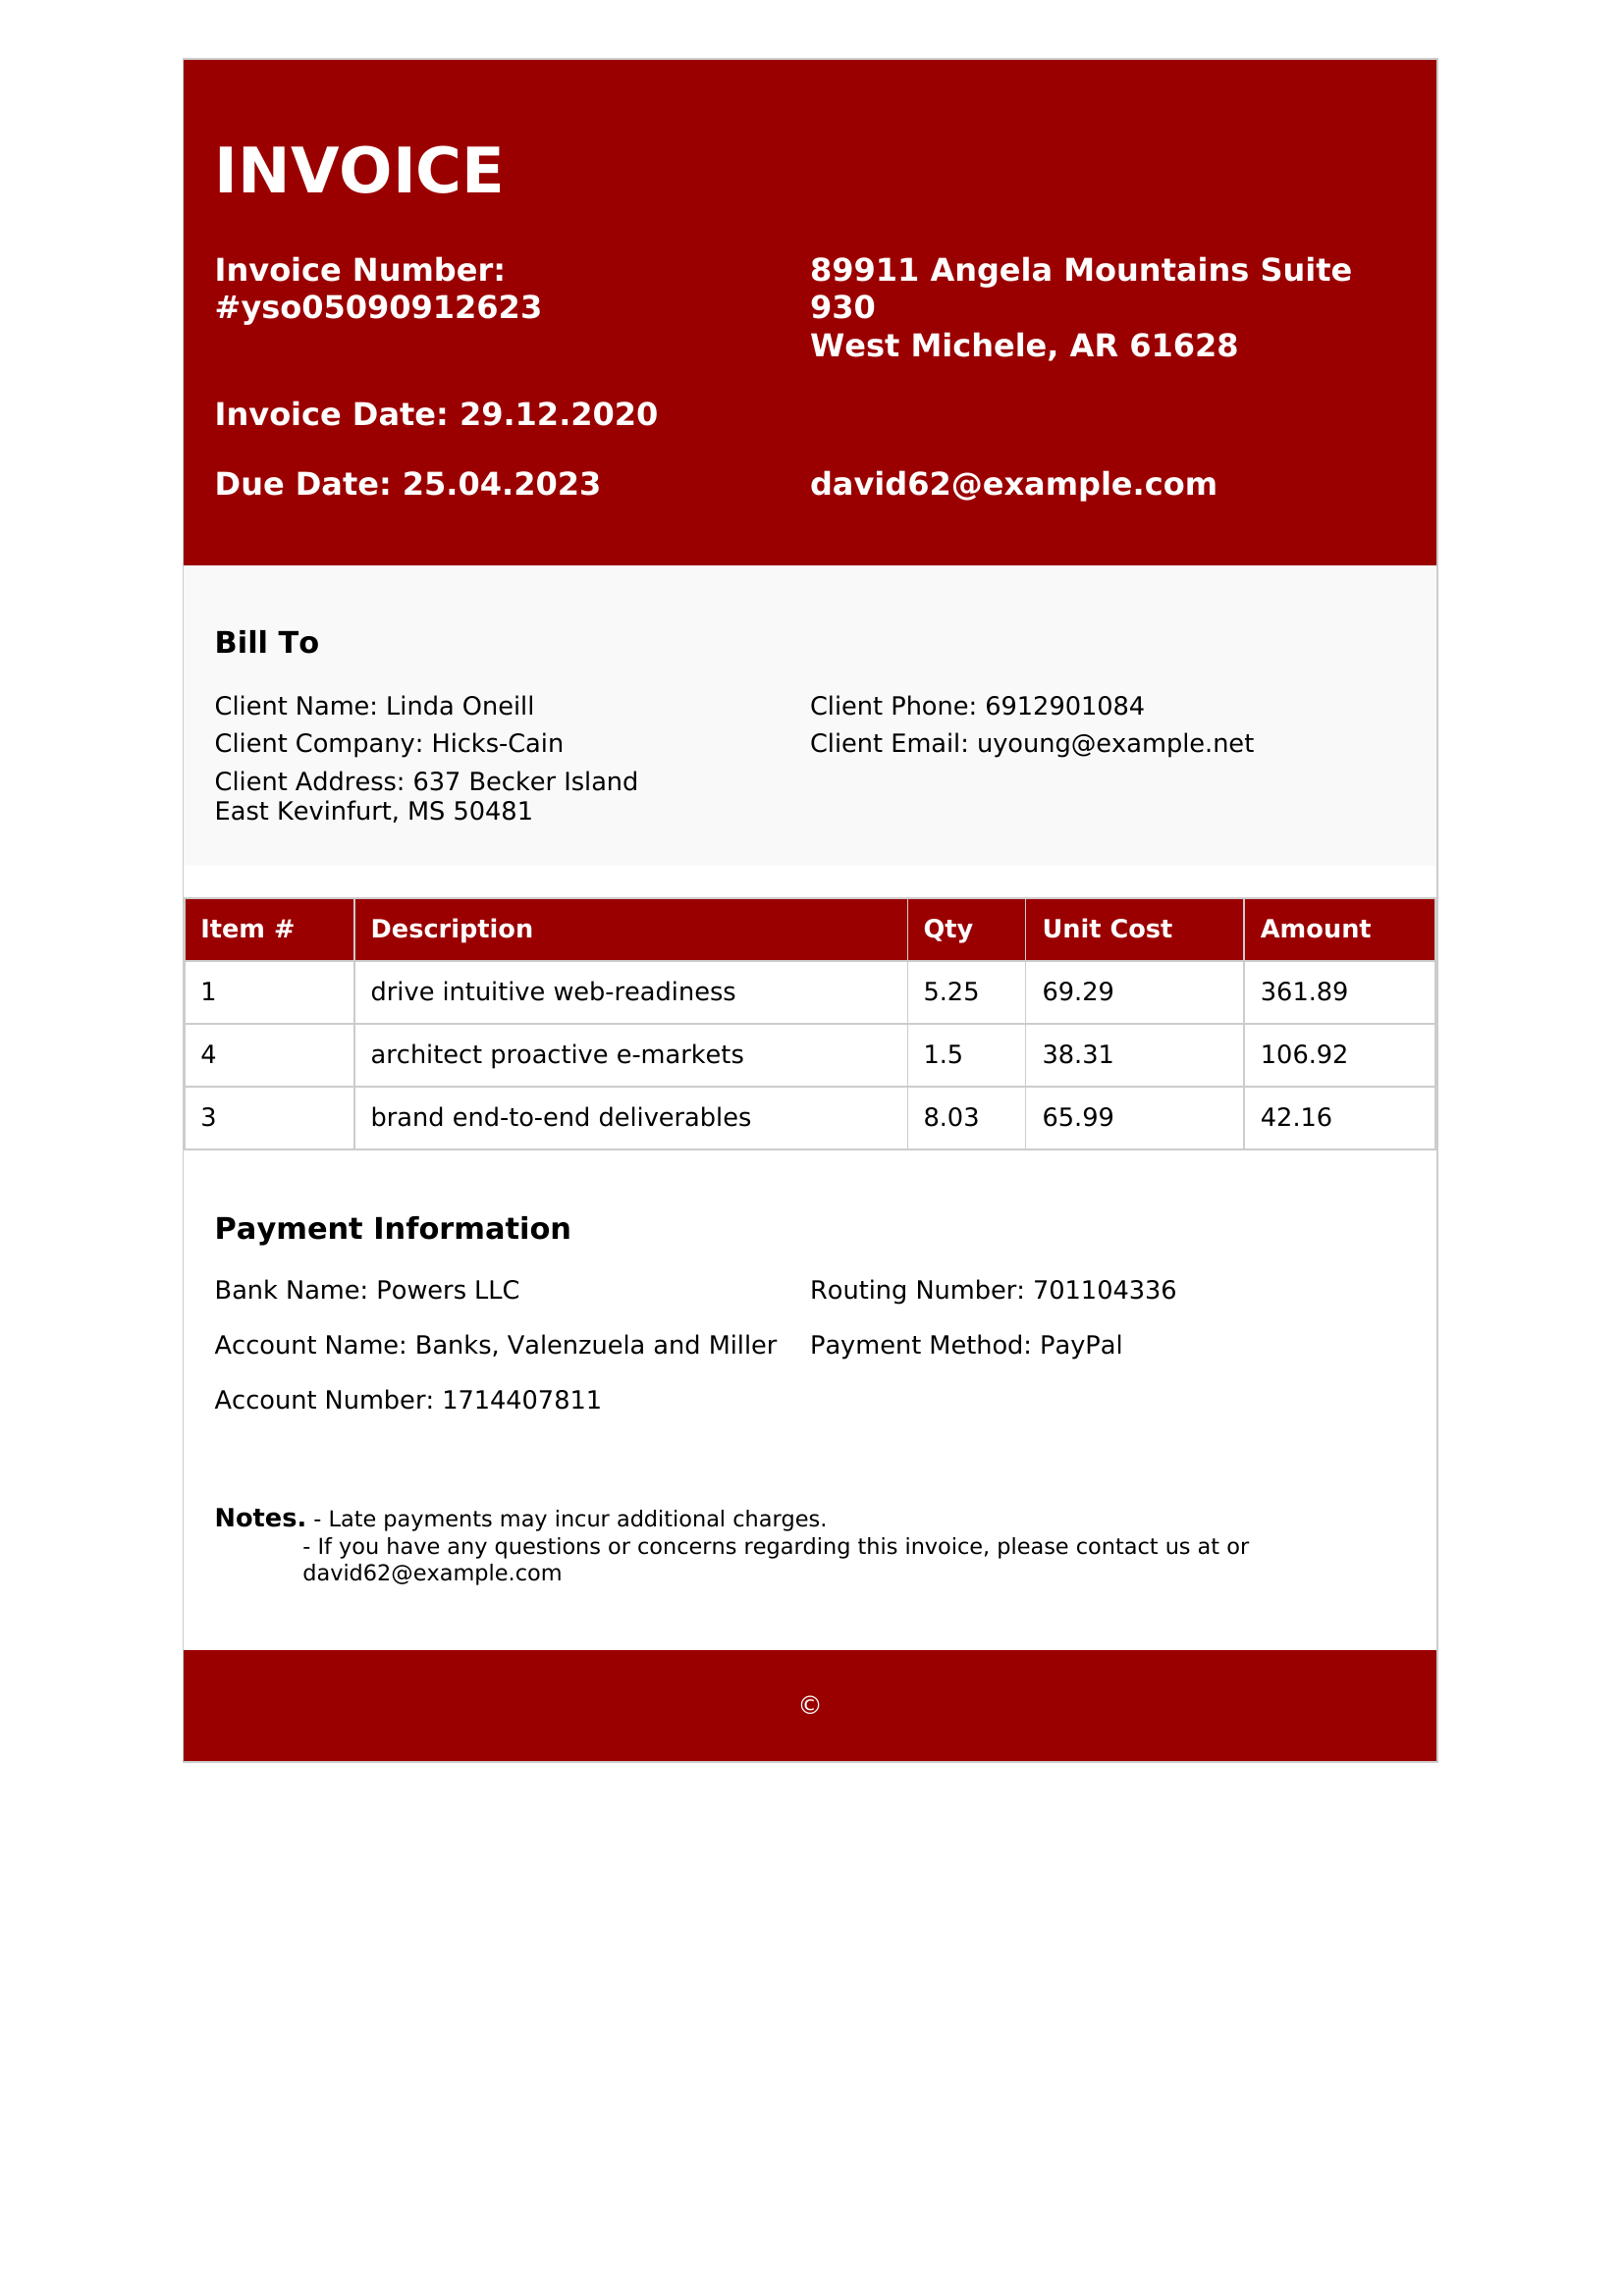 INVOICE
Invoice Number:
#yso05090912623
89911 Angela Mountains Suite
930
West Michele, AR 61628
Invoice Date: 29.12.2020
Due Date: 25.04.2023
david62@example.com
Bill To
Client Name: Linda Oneill
Client Phone: 6912901084
Client Company: Hicks-Cain
Client Email: uyoung@example.net
Client Address: 637 Becker Island
East Kevinfurt, MS 50481
Item # Description Qty Unit Cost Amount
1 drive intuitive web-readiness 5.25 69.29 361.89
4 architect proactive e-markets 1.5 38.31 106.92
3 brand end-to-end deliverables 8.03 65.99 42.16
Payment Information
Bank Name: Powers LLC
Routing Number: 701104336
Account Name: Banks, Valenzuela and Miller
Payment Method: PayPal
Account Number: 1714407811
Notes. - Late payments may incur additional charges.
- If you have any questions or concerns regarding this invoice, please contact us at or
david62@example.com
©